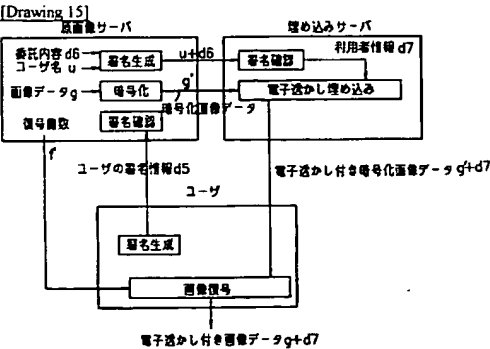 [Drawing 15]
原画像サーバ
埋め込みサーバ
委託内容 d6
ユーザ名 u
署名生成
u+d6
署名確認
利用者情報 d7
画像データ g
暗号化
g'
電子透かし埋め込み
暗号化画像データ
復号関数
署名確認
f
ユーザの署名情報d5
電子透かし付き暗号化画像データg'+d7
ユーザ
署名生成
画像復号
電子透かし付き画像データg+d7